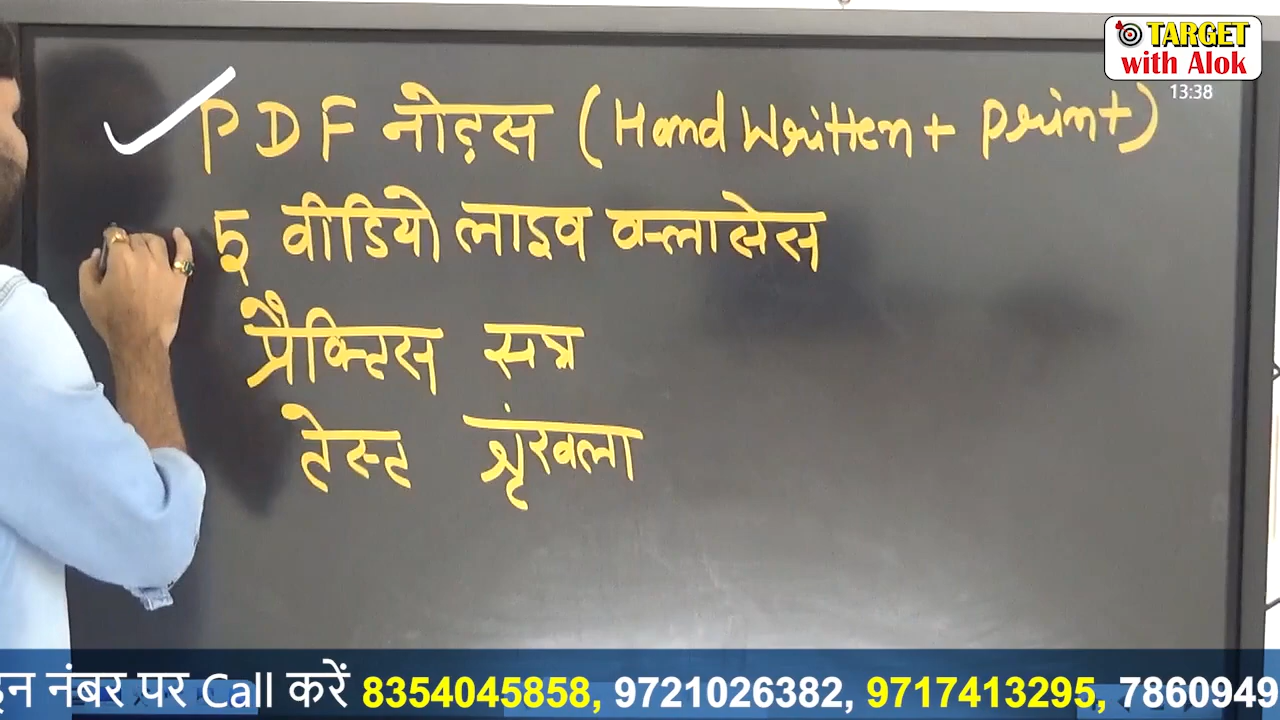 TARGET
with Alok
13:38
PDF नोट्स (Hand Written + Print)
5 वीडियो लाइव क्लासेस
प्रैक्टिस सत्र
टेस्ट श्रृंखला
इन नंबर पर Call करें 8354045858, 9721026382, 9717413295, 7860949